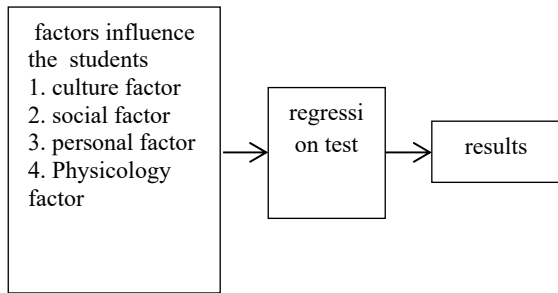 factors influence
the students
1. culture factor
2. social factor
3. personal factor
4. Physicology
factor
regressi
on test
results